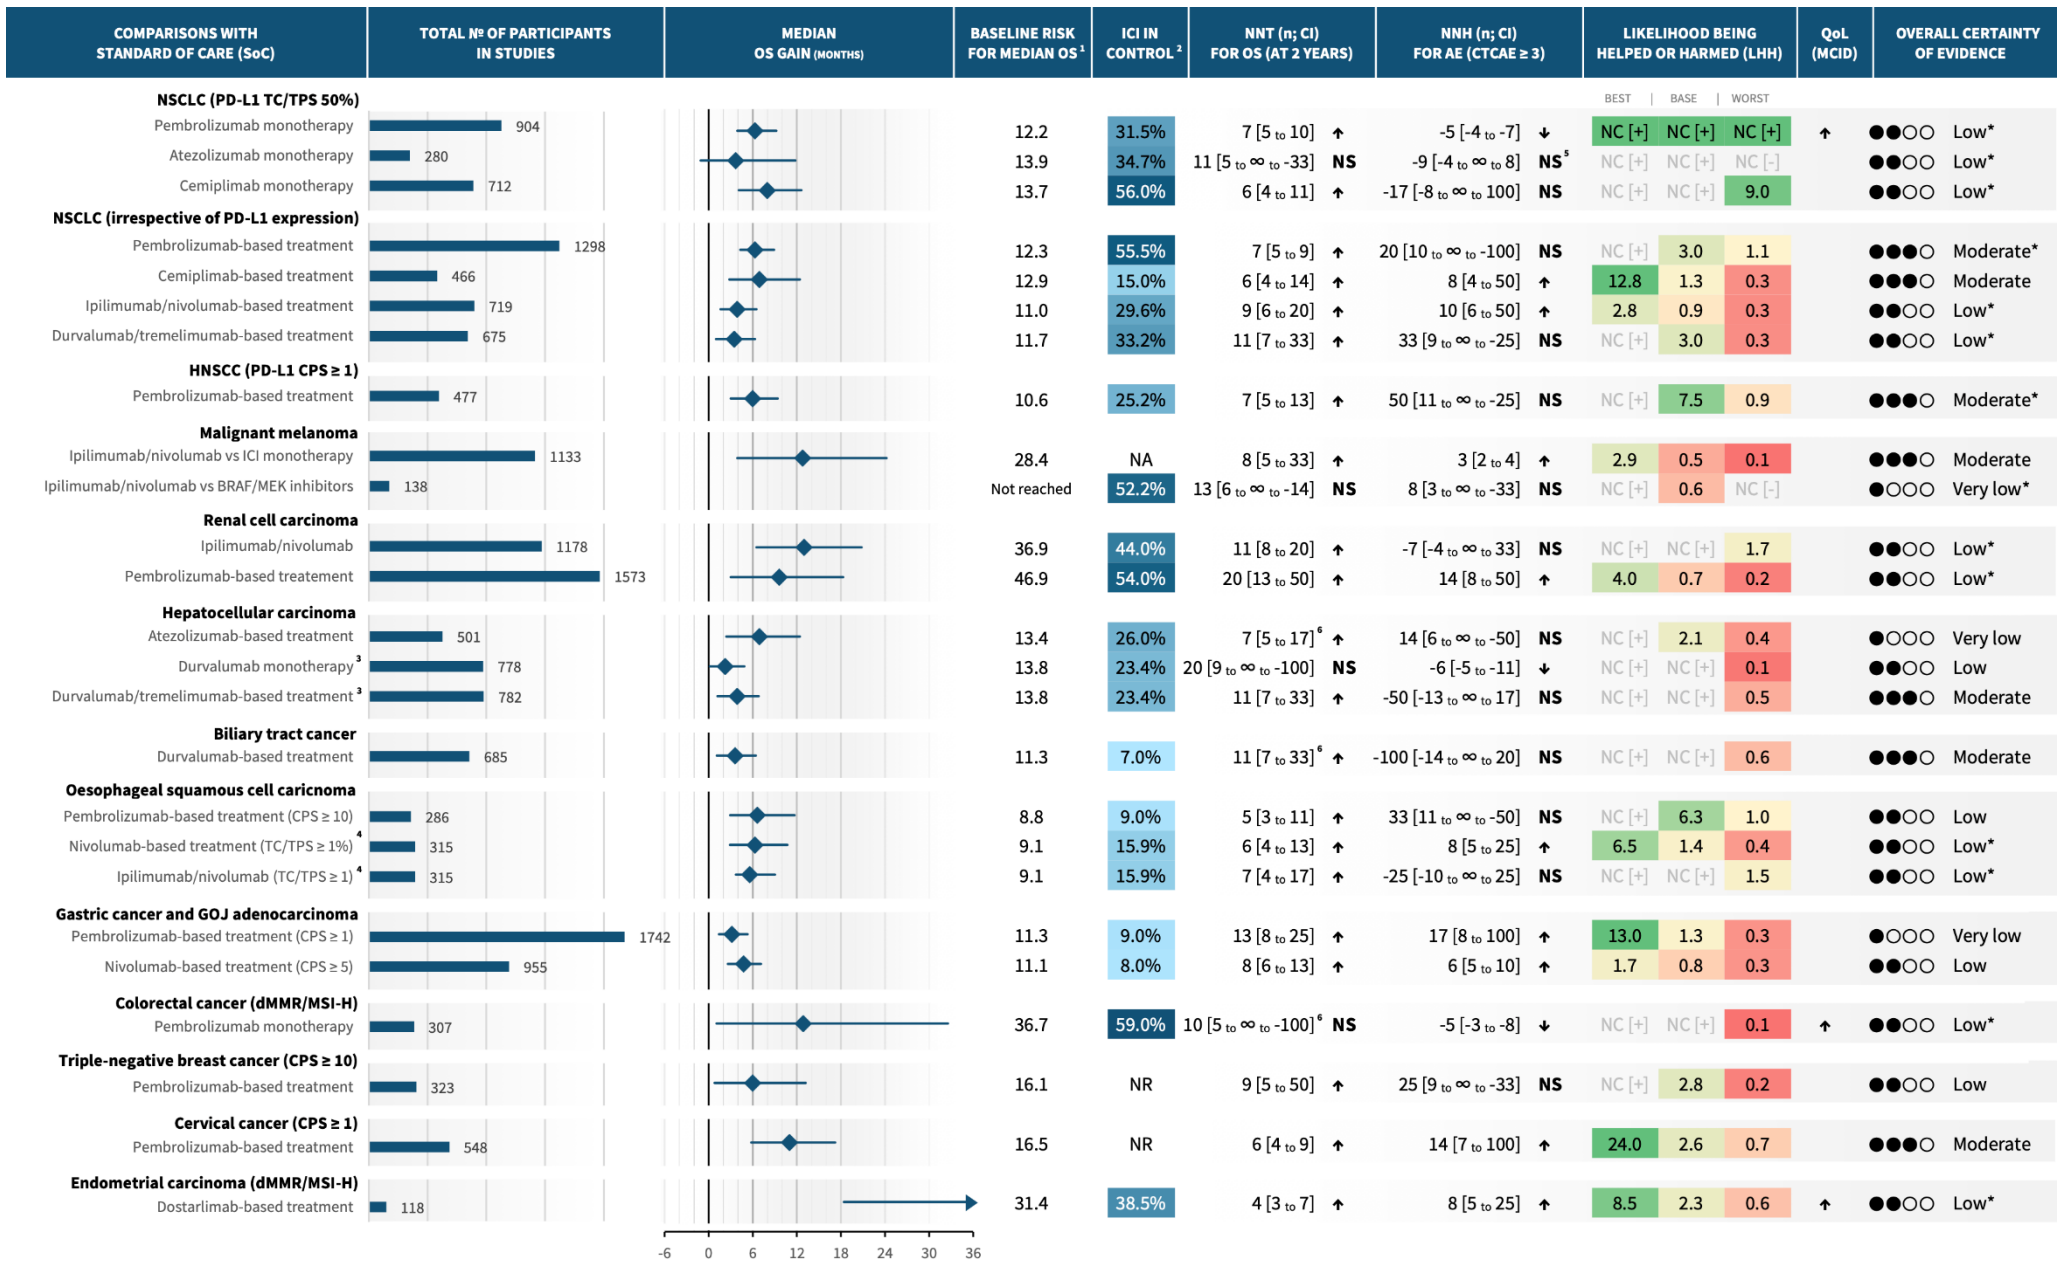 COMPARISONS WITH STANDARD OF CARE (SoC) | TOTAL Nº OF PARTICIPANTS IN STUDIES | MEDIAN OS GAIN (MONTHS) | BASELINE RISK FOR MEDIAN OS 1 | ICI IN CONTROL 2 | NNT (n; CI) FOR OS (AT 2 YEARS) | NNH (n; CI) FOR AE (CTCAE ≥ 3) | LIKELIHOOD BEING HELPED OR HARMED (LHH) | QoL (MCID) | OVERALL CERTAINTY OF EVIDENCE
NSCLC (PD-L1 TC/TPS 50%) BEST | BASE | WORST
Pembrolizumab monotherapy 904 12.2 31.5% 7 [5 to 10] ↑ -5 [-4 to -7] ↓ NC [+] NC [+] NC [+] ↑ ●●○○ Low*
Atezolizumab monotherapy 280 13.9 34.7% 11 [5 to ∞ to -33] NS -9 [-4 to ∞ to 8] NS 5 NC [+] NC [+] NC [-] ●●○○ Low*
Cemiplimab monotherapy 712 13.7 56.0% 6 [4 to 11] ↑ -17 [-8 to ∞ to 100] NS NC [+] NC [+] 9.0 ●●○○ Low*
NSCLC (irrespective of PD-L1 expression)
Pembrolizumab-based treatment 1298 12.3 55.5% 7 [5 to 9] ↑ 20 [10 to ∞ to -100] NS NC [+] 3.0 1.1 ●●●○ Moderate*
Cemiplimab-based treatment 466 12.9 15.0% 6 [4 to 14] ↑ 8 [4 to 50] ↑ 12.8 1.3 0.3 ●●●○ Moderate
Ipilimumab/nivolumab-based treatment 719 11.0 29.6% 9 [6 to 20] ↑ 10 [6 to 50] ↑ 2.8 0.9 0.3 ●●○○ Low*
Durvalumab/tremelimumab-based treatment 675 11.7 33.2% 11 [7 to 33] ↑ 33 [9 to ∞ to -25] NS NC [+] 3.0 0.3 ●●○○ Low*
HNSCC (PD-L1 CPS ≥ 1)
Pembrolizumab-based treatment 477 10.6 25.2% 7 [5 to 13] ↑ 50 [11 to ∞ to -25] NS NC [+] 7.5 0.9 ●●●○ Moderate*
Malignant melanoma
Ipilimumab/nivolumab vs ICI monotherapy 1133 28.4 NA 8 [5 to 33] ↑ 3 [2 to 4] ↑ 2.9 0.5 0.1 ●●●○ Moderate
Ipilimumab/nivolumab vs BRAF/MEK inhibitors 138 Not reached 52.2% 13 [6 to ∞ to -14] NS 8 [3 to ∞ to -33] NS NC [+] 0.6 NC [-] ●○○○ Very low*
Renal cell carcinoma
Ipilimumab/nivolumab 1178 36.9 44.0% 11 [8 to 20] ↑ -7 [-4 to ∞ to 33] NS NC [+] NC [+] 1.7 ●●○○ Low*
Pembrolizumab-based treatement 1573 46.9 54.0% 20 [13 to 50] ↑ 14 [8 to 50] ↑ 4.0 0.7 0.2 ●●○○ Low*
Hepatocellular carcinoma
Atezolizumab-based treatment 501 13.4 26.0% 7 [5 to 17] 6 ↑ 14 [6 to ∞ to -50] NS NC [+] 2.1 0.4 ●○○○ Very low
Durvalumab monotherapy 3 778 13.8 23.4% 20 [9 to ∞ to -100] NS -6 [-5 to -11] ↓ NC [+] NC [+] 0.1 ●●○○ Low
Durvalumab/tremelimumab-based treatment 3 782 13.8 23.4% 11 [7 to 33] ↑ -50 [-13 to ∞ to 17] NS NC [+] NC [+] 0.5 ●●●○ Moderate
Biliary tract cancer
Durvalumab-based treatment 685 11.3 7.0% 11 [7 to 33] 6 ↑ -100 [-14 to ∞ to 20] NS NC [+] NC [+] 0.6 ●●●○ Moderate
Oesophageal squamous cell caricnoma
Pembrolizumab-based treatment (CPS ≥ 10) 286 8.8 9.0% 5 [3 to 11] ↑ 33 [11 to ∞ to -50] NS NC [+] 6.3 1.0 ●●○○ Low
Nivolumab-based treatment (TC/TPS ≥ 1%) 4 315 9.1 15.9% 6 [4 to 13] ↑ 8 [5 to 25] ↑ 6.5 1.4 0.4 ●●○○ Low*
Ipilimumab/nivolumab (TC/TPS ≥ 1) 4 315 9.1 15.9% 7 [4 to 17] ↑ -25 [-10 to ∞ to 25] NS NC [+] NC [+] 1.5 ●●○○ Low*
Gastric cancer and GOJ adenocarcinoma
Pembrolizumab-based treatment (CPS ≥ 1) 1742 11.3 9.0% 13 [8 to 25] ↑ 17 [8 to 100] ↑ 13.0 1.3 0.3 ●○○○ Very low
Nivolumab-based treatment (CPS ≥ 5) 955 11.1 8.0% 8 [6 to 13] ↑ 6 [5 to 10] ↑ 1.7 0.8 0.3 ●●○○ Low
Colorectal cancer (dMMR/MSI-H)
Pembrolizumab monotherapy 307 36.7 59.0% 10 [5 to ∞ to -100] 6 NS -5 [-3 to -8] ↓ NC [+] NC [+] 0.1 ↑ ●●○○ Low*
Triple-negative breast cancer (CPS ≥ 10)
Pembrolizumab-based treatment 323 16.1 NR 9 [5 to 50] ↑ 25 [9 to ∞ to -33] NS NC [+] 2.8 0.2 ●●○○ Low
Cervical cancer (CPS ≥ 1)
Pembrolizumab-based treatment 548 16.5 NR 6 [4 to 9] ↑ 14 [7 to 100] ↑ 24.0 2.6 0.7 ●●●○ Moderate
Endometrial carcinoma (dMMR/MSI-H)
Dostarlimab-based treatment 118 31.4 38.5% 4 [3 to 7] ↑ 8 [5 to 25] ↑ 8.5 2.3 0.6 ↑ ●●○○ Low*
-6 0 6 12 18 24 30 36